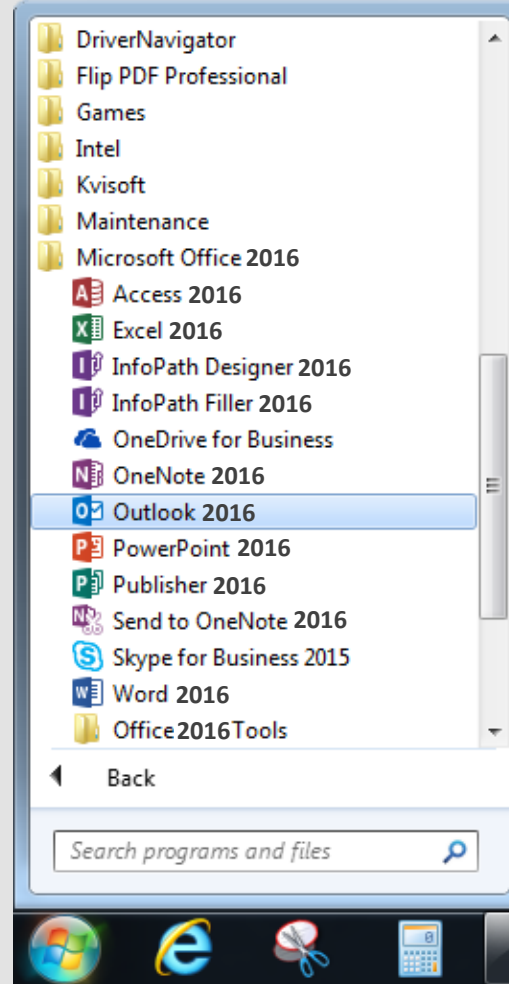 DriverNavigator
Flip PDF Professional
Games
Intel
Kvisoft
Maintenance
Microsoft Office 2016
Access 2016
Excel 2016
InfoPath Designer 2016
InfoPath Filler 2016
OneDrive for Business
OneNote 2016
Outlook 2016
PowerPoint 2016
Publisher 2016
Send to OneNote 2016
Skype for Business 2015
Word 2016
Office 2016 Tools
Back
Search programs and files